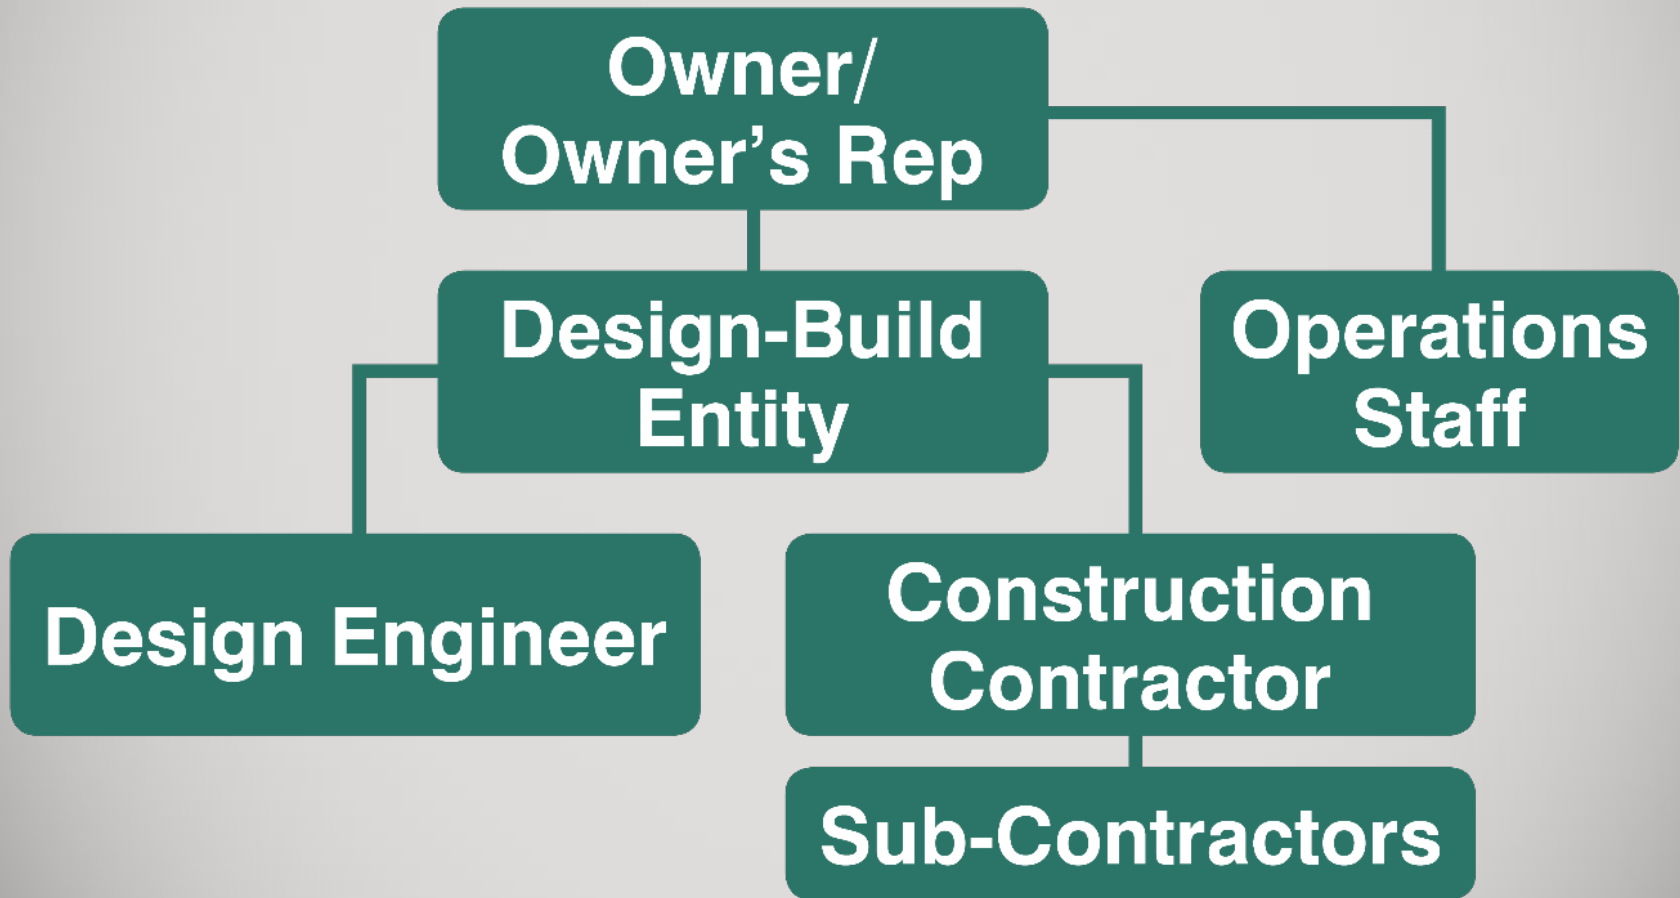 Owner/
Owner’s Rep
Design-Build
Entity
Operations
Staff
Design Engineer
Construction
Contractor
Sub-Contractors